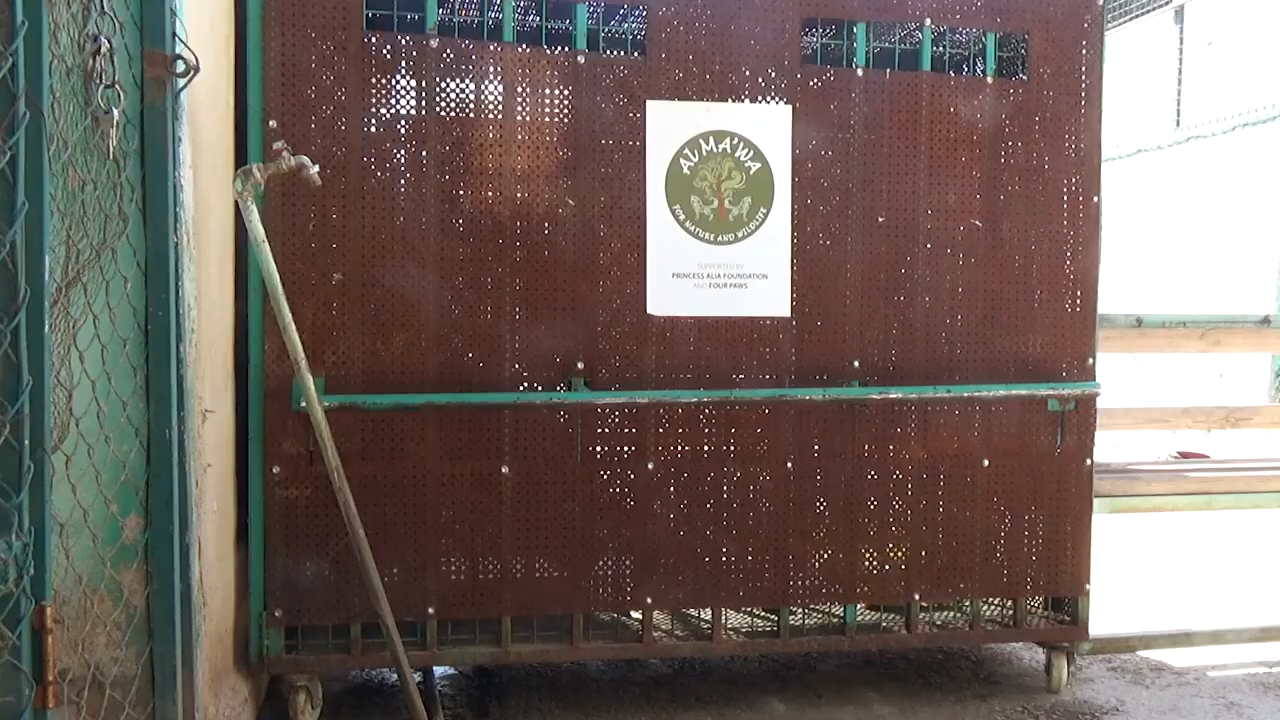 AL MA'WA
FOR NATURE AND WILDLIFE
SUPPORTED BY
PRINCESS ALIA FOUNDATION
AND FOUR PAWS